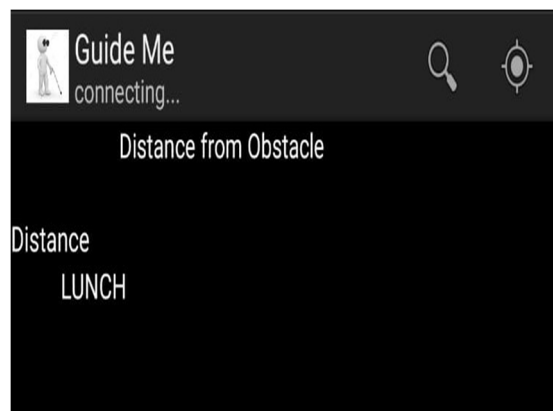 Guide Me
connecting...
Distance from Obstacle
Distance
LUNCH